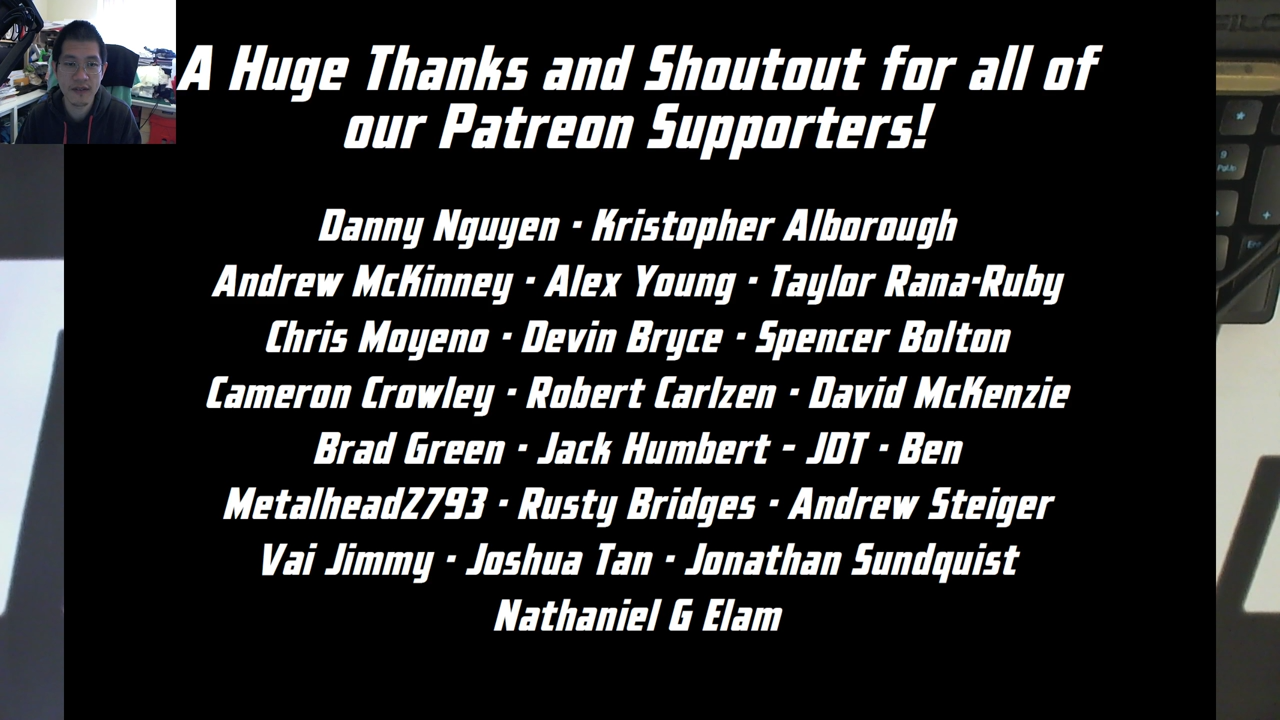 A Huge Thanks and Shoutout for all of
our Patreon Supporters!
Danny Nguyen · Kristopher Alborough
Andrew McKinney · Alex Young · Taylor Rana-Ruby
Chris Moyeno · Devin Bryce · Spencer Bolton
Cameron Crowley · Robert Carlzen · David McKenzie
Brad Green · Jack Humbert - JDT · Ben
Metalhead2793 · Rusty Bridges · Andrew Steiger
Vai Jimmy · Joshua Tan · Jonathan Sundquist
Nathaniel G Elam
9